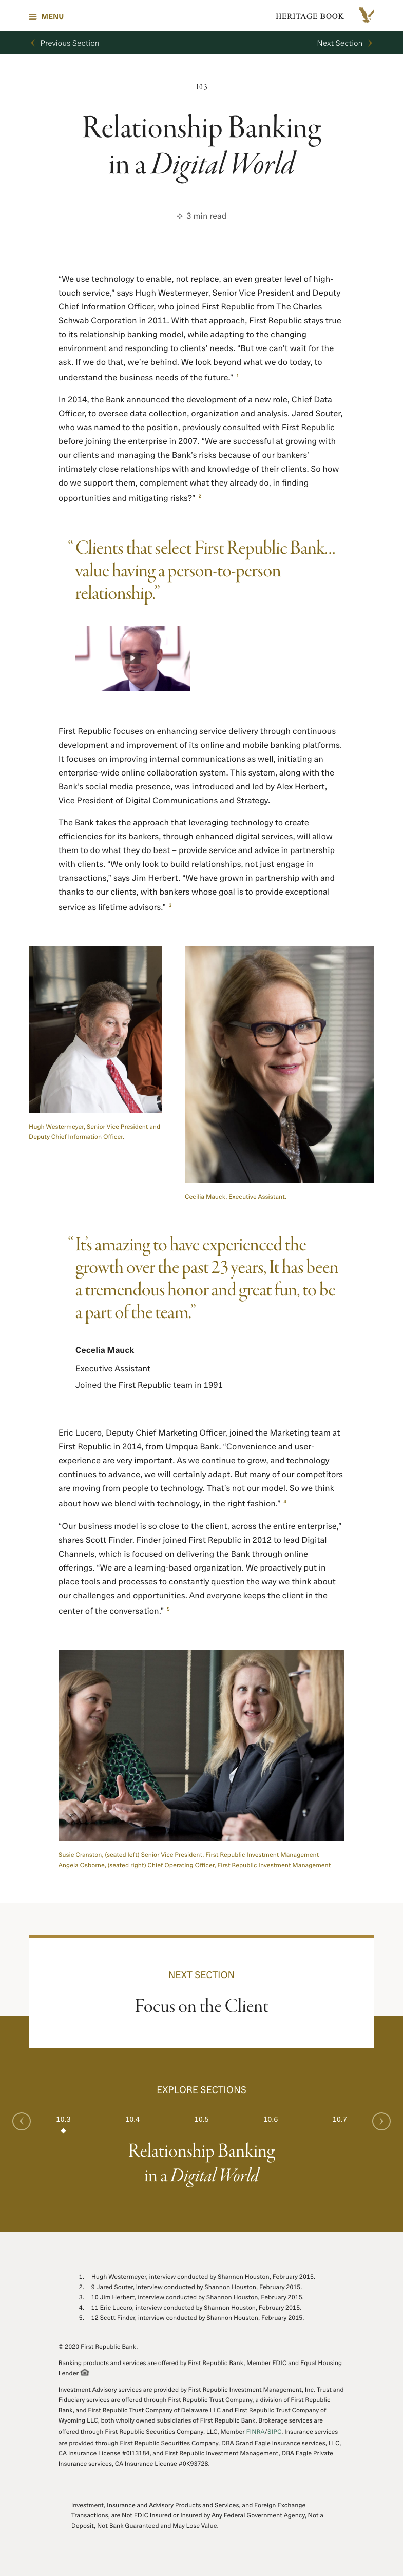 MENU
HERITAGE BOOK
Previous Section
Next Section
10.3
Relationship Banking
in a Digital World
3 min read
“We use technology to enable, not replace, an even greater level of high-
touch service,” says Hugh Westermeyer, Senior Vice President and Deputy
Chief Information Officer, who joined First Republic from The Charles
Schwab Corporation in 2011. With that approach, First Republic stays true
to its relationship banking model, while adapting to the changing
environment and responding to clients’ needs. “But we can’t wait for the
ask. If we do that, we’re behind. We look beyond what we do today, to
understand the business needs of the future.” 1
In 2014, the Bank announced the development of a new role, Chief Data
Officer, to oversee data collection, organization and analysis. Jared Souter,
who was named to the position, previously consulted with First Republic
before joining the enterprise in 2007. “We are successful at growing with
our clients and managing the Bank’s risks because of our bankers’
intimately close relationships with and knowledge of their clients. So how
do we support them, complement what they already do, in finding
opportunities and mitigating risks?” 2
“Clients that select First Republic Bank…
value having a person-to-person
relationship.”
First Republic focuses on enhancing service delivery through continuous
development and improvement of its online and mobile banking platforms.
It focuses on improving internal communications as well, initiating an
enterprise-wide online collaboration system. This system, along with the
Bank’s social media presence, was introduced and led by Alex Herbert,
Vice President of Digital Communications and Strategy.
The Bank takes the approach that leveraging technology to create
efficiencies for its bankers, through enhanced digital services, will allow
them to do what they do best – provide service and advice in partnership
with clients. “We only look to build relationships, not just engage in
transactions,” says Jim Herbert. “We have grown in partnership with and
thanks to our clients, with bankers whose goal is to provide exceptional
service as lifetime advisors.” 3
Hugh Westermeyer, Senior Vice President and
Deputy Chief Information Officer.
Cecilia Mauck, Executive Assistant.
“It’s amazing to have experienced the
growth over the past 23 years, It has been
a tremendous honor and great fun, to be
a part of the team.”
Cecelia Mauck
Executive Assistant
Joined the First Republic team in 1991
Eric Lucero, Deputy Chief Marketing Officer, joined the Marketing team at
First Republic in 2014, from Umpqua Bank. “Convenience and user-
experience are very important. As we continue to grow, and technology
continues to advance, we will certainly adapt. But many of our competitors
are moving from people to technology. That’s not our model. So we think
about how we blend with technology, in the right fashion.” 4
“Our business model is so close to the client, across the entire enterprise,”
shares Scott Finder. Finder joined First Republic in 2012 to lead Digital
Channels, which is focused on delivering the Bank through online
offerings. “We are a learning-based organization. We proactively put in
place tools and processes to constantly question the way we think about
our challenges and opportunities. And everyone keeps the client in the
center of the conversation.” 5
Susie Cranston, (seated left) Senior Vice President, First Republic Investment Management
Angela Osborne, (seated right) Chief Operating Officer, First Republic Investment Management
NEXT SECTION
Focus on the Client
EXPLORE SECTIONS
10.3 10.4 10.5 10.6 10.7
Relationship Banking
in a Digital World
1. Hugh Westermeyer, interview conducted by Shannon Houston, February 2015.
2. 9 Jared Souter, interview conducted by Shannon Houston, February 2015.
3. 10 Jim Herbert, interview conducted by Shannon Houston, February 2015.
4. 11 Eric Lucero, interview conducted by Shannon Houston, February 2015.
5. 12 Scott Finder, interview conducted by Shannon Houston, February 2015.
© 2020 First Republic Bank.
Banking products and services are offered by First Republic Bank, Member FDIC and Equal Housing
Lender
Investment Advisory services are provided by First Republic Investment Management, Inc. Trust and
Fiduciary services are offered through First Republic Trust Company, a division of First Republic
Bank, and First Republic Trust Company of Delaware LLC and First Republic Trust Company of
Wyoming LLC, both wholly owned subsidiaries of First Republic Bank. Brokerage services are
offered through First Republic Securities Company, LLC, Member FINRA/SIPC. Insurance services
are provided through First Republic Securities Company, DBA Grand Eagle Insurance services, LLC,
CA Insurance License #0I13184, and First Republic Investment Management, DBA Eagle Private
Insurance services, CA Insurance License #0K93728.
Investment, Insurance and Advisory Products and Services, and Foreign Exchange
Transactions, are Not FDIC Insured or Insured by Any Federal Government Agency, Not a
Deposit, Not Bank Guaranteed and May Lose Value.